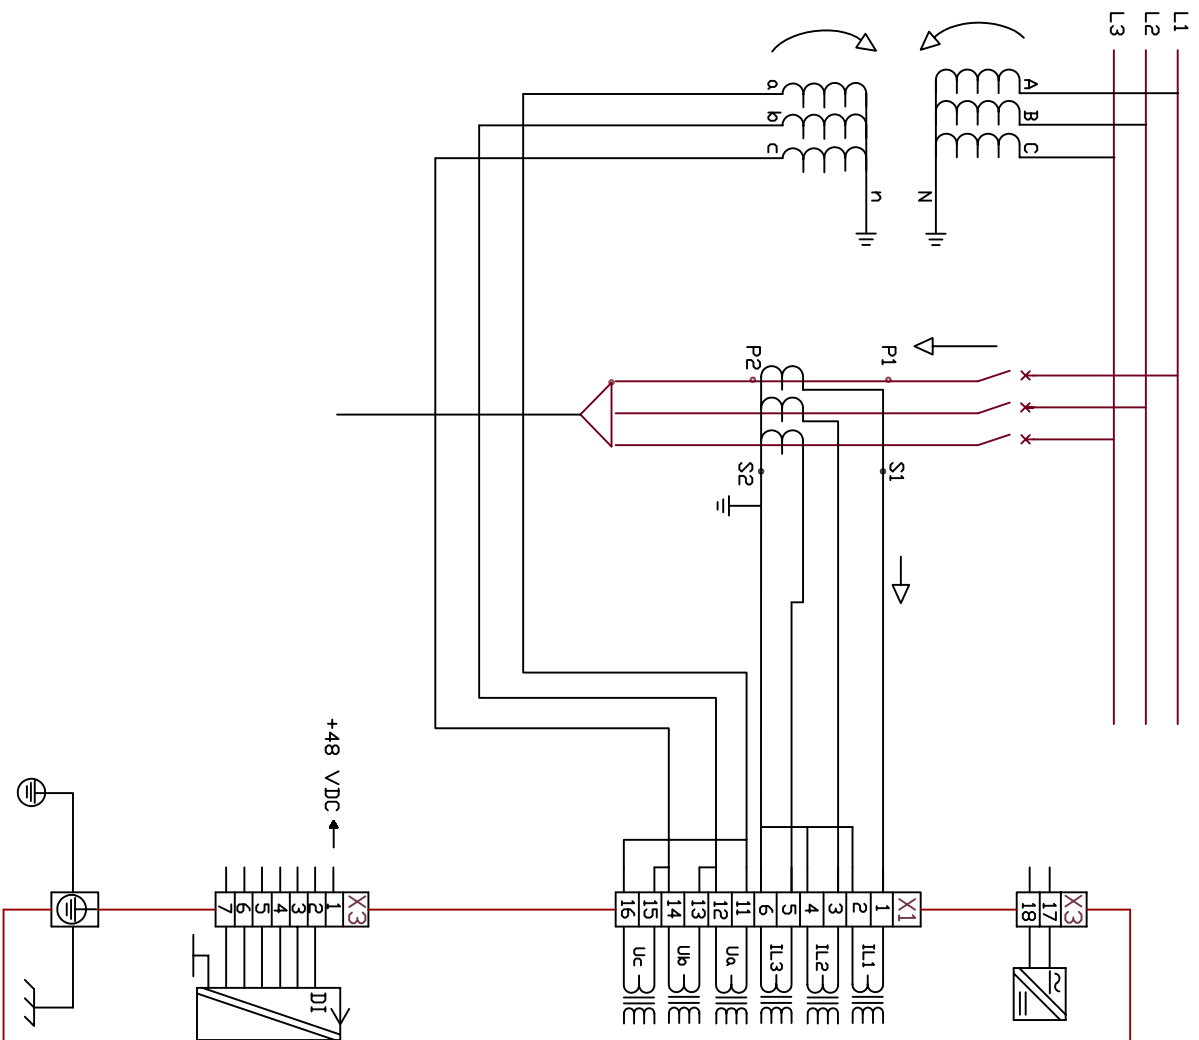 L3 L2 L1
A
B
C
a
b
c
n N
P2 P1
S2 S1
+48 VDC
X3
1 2 3 4 5 6 7
DI
X1
16 15 14 13 12 11 6 5 4 3 2 1
Uc Ub Ua IL3 IL2 IL1
X3
18 17